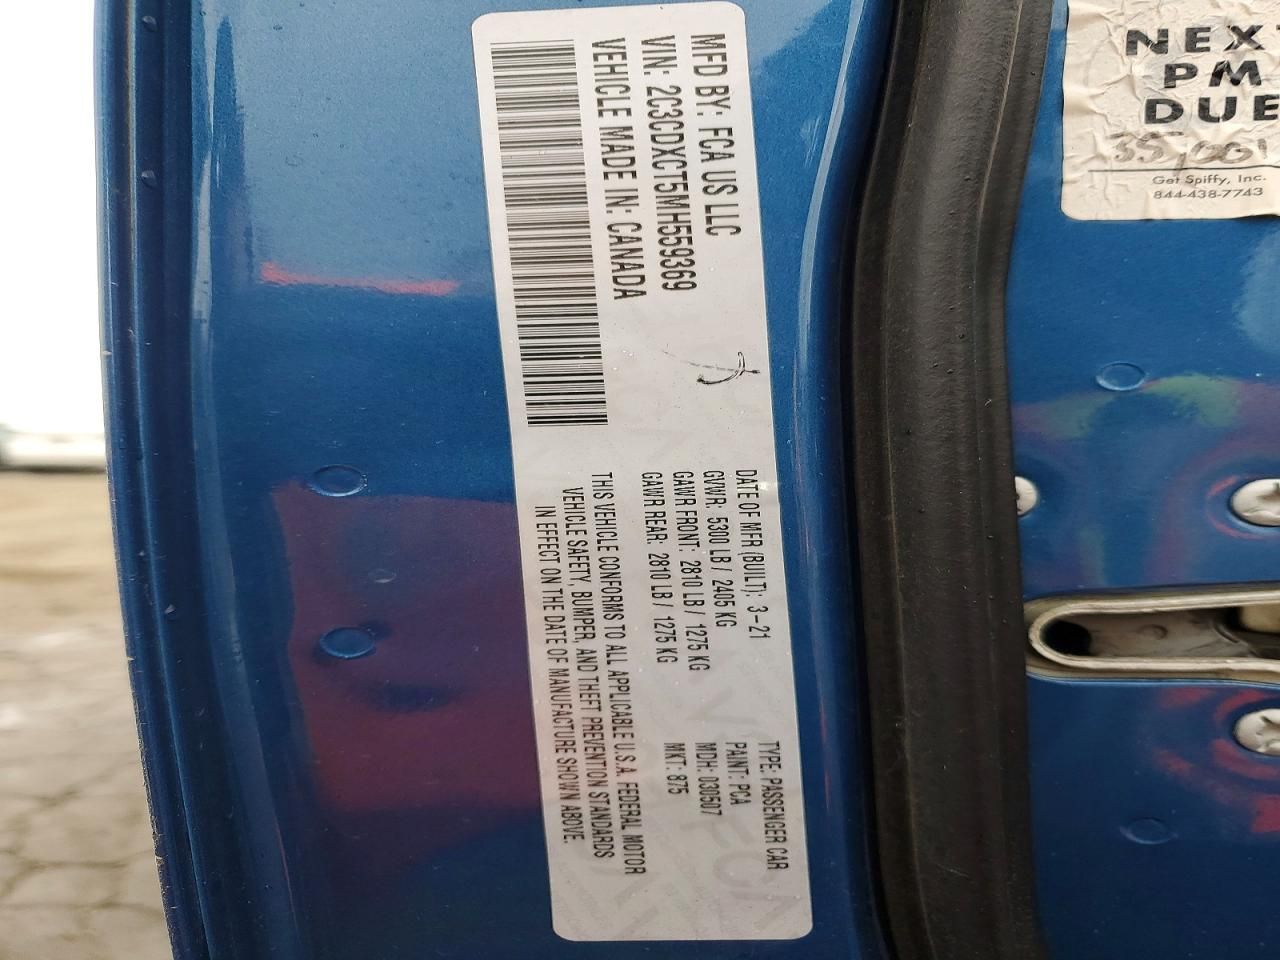 MFD BY: FCA US LLC
VIN: 2C3CDXCT5MH559369
VEHICLE MADE IN: CANADA
DATE OF MFR (BUILT): 3-21
GVWR: 5300 LB / 2405 KG
GAWR FRONT: 2810 LB / 1275 KG
GAWR REAR: 2810 LB / 1275 KG
TYPE: PASSENGER CAR
PAINT: PCA
MDH: 030507
MKT: 875
THIS VEHICLE CONFORMS TO ALL APPLICABLE U.S.A. FEDERAL MOTOR
VEHICLE SAFETY, BUMPER, AND THEFT PREVENTION STANDARDS
IN EFFECT ON THE DATE OF MANUFACTURE SHOWN ABOVE.
NEXT
PM
DUE
35,001
Get Spiffy, Inc.
844-438-7743